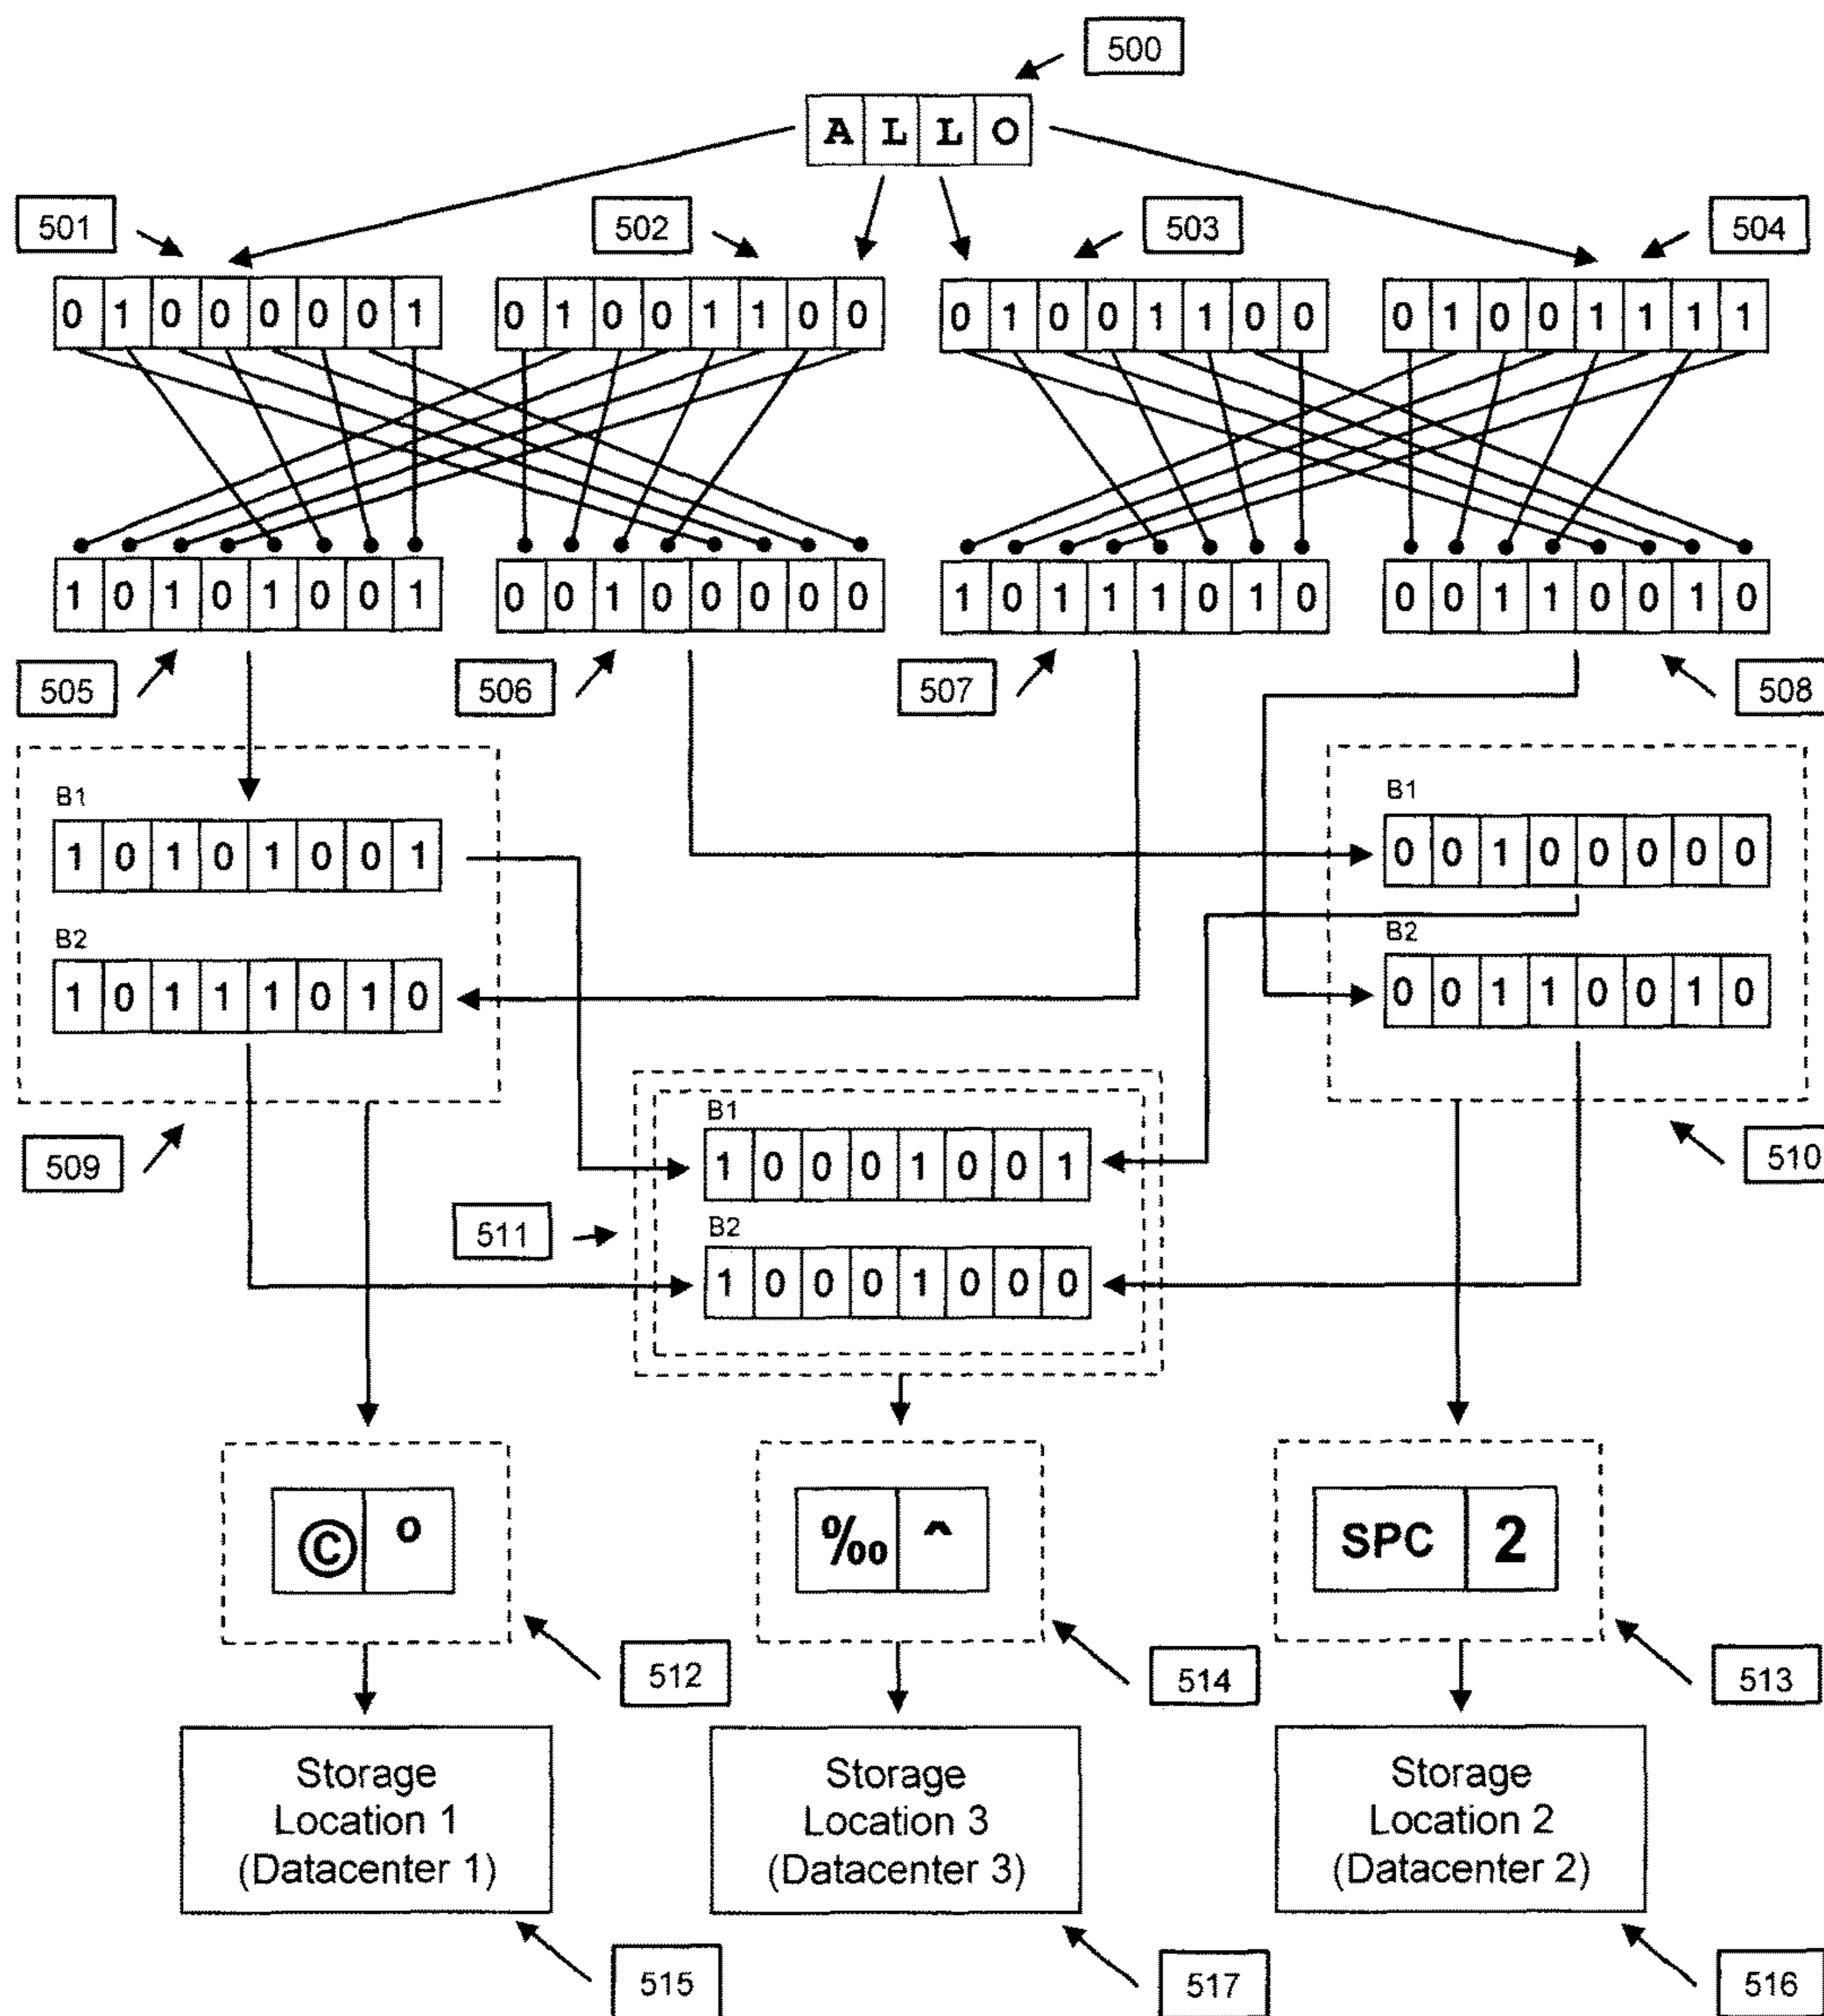 500
A L L O
501
502
503
504
0 1 0 0 0 0 0 1
0 1 0 0 1 1 0 0
0 1 0 0 1 1 0 0
0 1 0 0 1 1 1 1
1 0 1 0 1 0 0 1
0 0 1 0 0 0 0 0
1 0 1 1 1 0 1 0
0 0 1 1 0 0 1 0
505
506
507
508
B1
1 0 1 0 1 0 0 1
B2
1 0 1 1 1 0 1 0
509
B1
0 0 1 0 0 0 0 0
B2
0 0 1 1 0 0 1 0
510
511
B1
1 0 0 0 1 0 0 1
B2
1 0 0 0 1 0 0 0
© º
512
‰ ^
514
SPC 2
513
Storage
Location 1
(Datacenter 1)
515
Storage
Location 3
(Datacenter 3)
517
Storage
Location 2
(Datacenter 2)
516